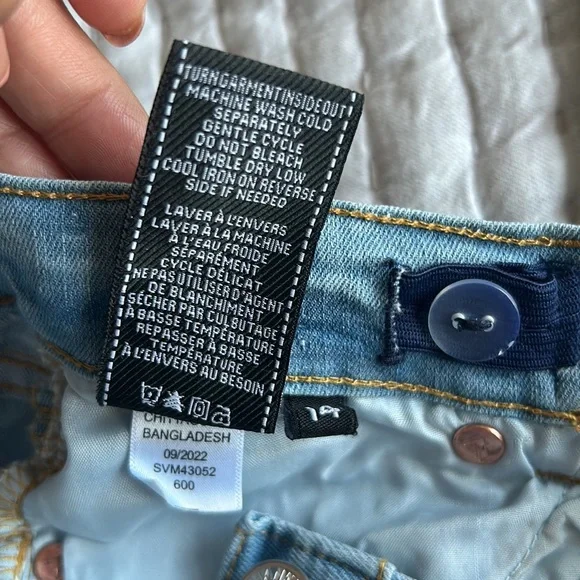 TURN GARMENT INSIDE OUT
MACHINE WASH COLD
SEPARATELY
GENTLE CYCLE
DO NOT BLEACH
TUMBLE DRY LOW
COOL IRON ON REVERSE
SIDE IF NEEDED
LAVER À L'ENVERS
LAVER À LA MACHINE
À L'EAU FROIDE
SÉPARÉMENT
CYCLE DÉLICAT
NE PAS UTILISER D'AGENT
DE BLANCHIMENT
SÉCHER PAR CULBUTAGE
À BASSE TEMPÉRATURE
REPASSER À BASSE
TEMPÉRATURE
À L'ENVERS AU BESOIN
BANGLADESH
09/2022
SVM43052
600